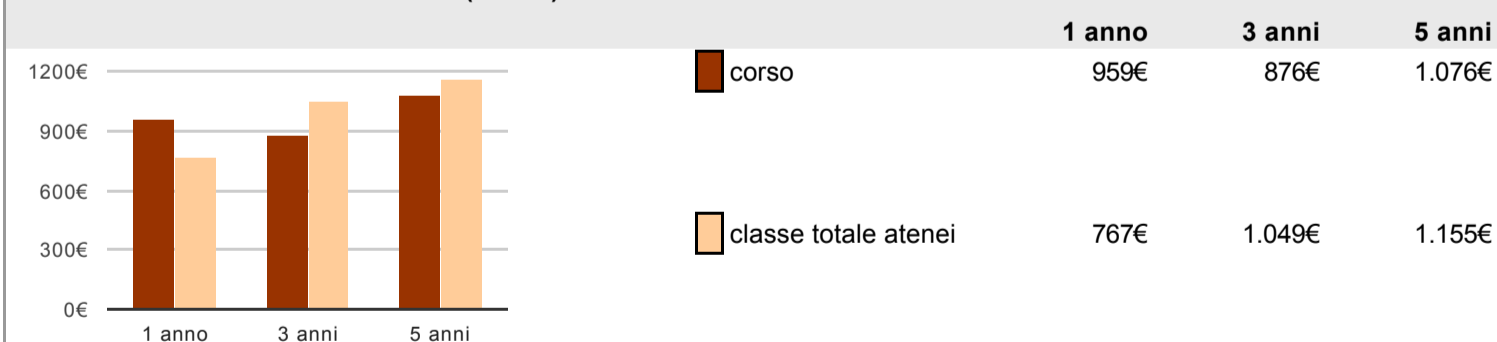 1 anno 3 anni 5 anni
1200€
900€
600€
300€
0€
1 anno 3 anni 5 anni
corso 959€ 876€ 1.076€
classe totale atenei 767€ 1.049€ 1.155€